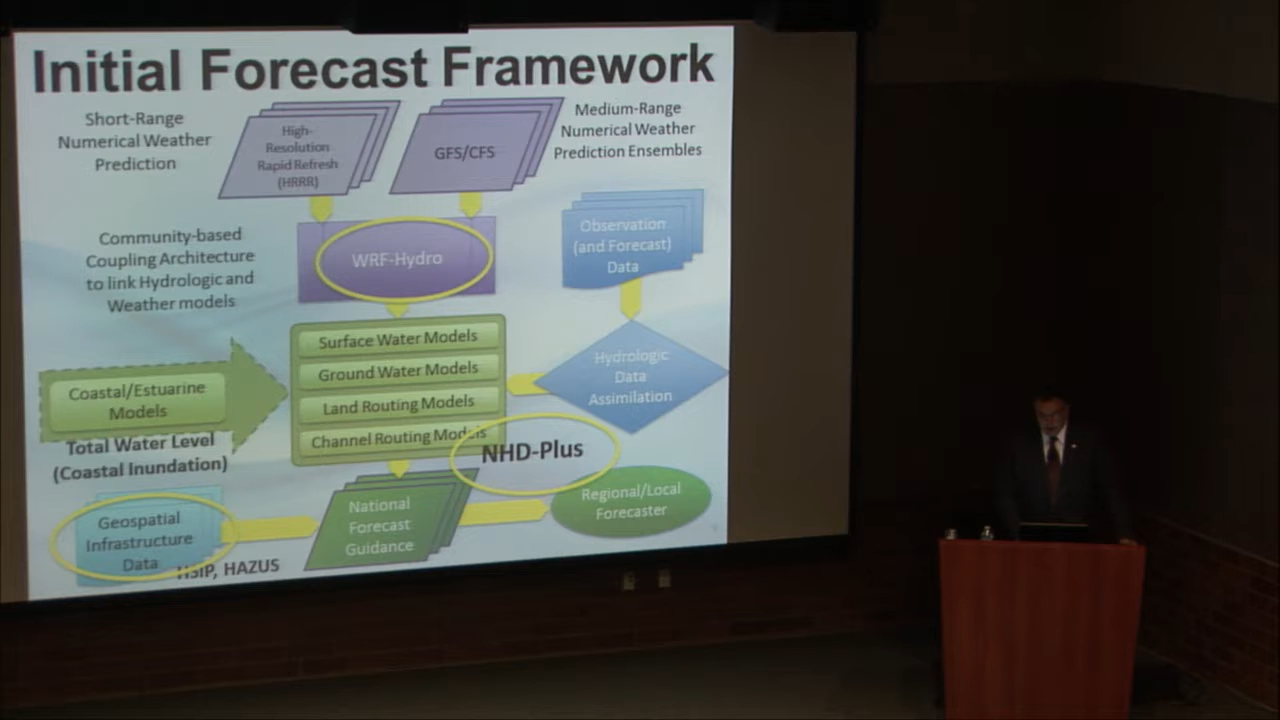 Initial Forecast Framework
Short-Range
Numerical Weather
Prediction
High-
Resolution
Rapid Refresh
(HRRR)
GFS/CFS
Medium-Range
Numerical Weather
Prediction Ensembles
Community-based
Coupling Architecture
to link Hydrologic and
Weather models
WRF-Hydro
Observation
(and Forecast)
Data
Surface Water Models
Ground Water Models
Land Routing Models
Channel Routing Models
Hydrologic
Data
Assimilation
Coastal/Estuarine
Models
Total Water Level
(Coastal Inundation)
NHD-Plus
Geospatial
Infrastructure
Data
HSIP, HAZUS
National
Forecast
Guidance
Regional/Local
Forecaster